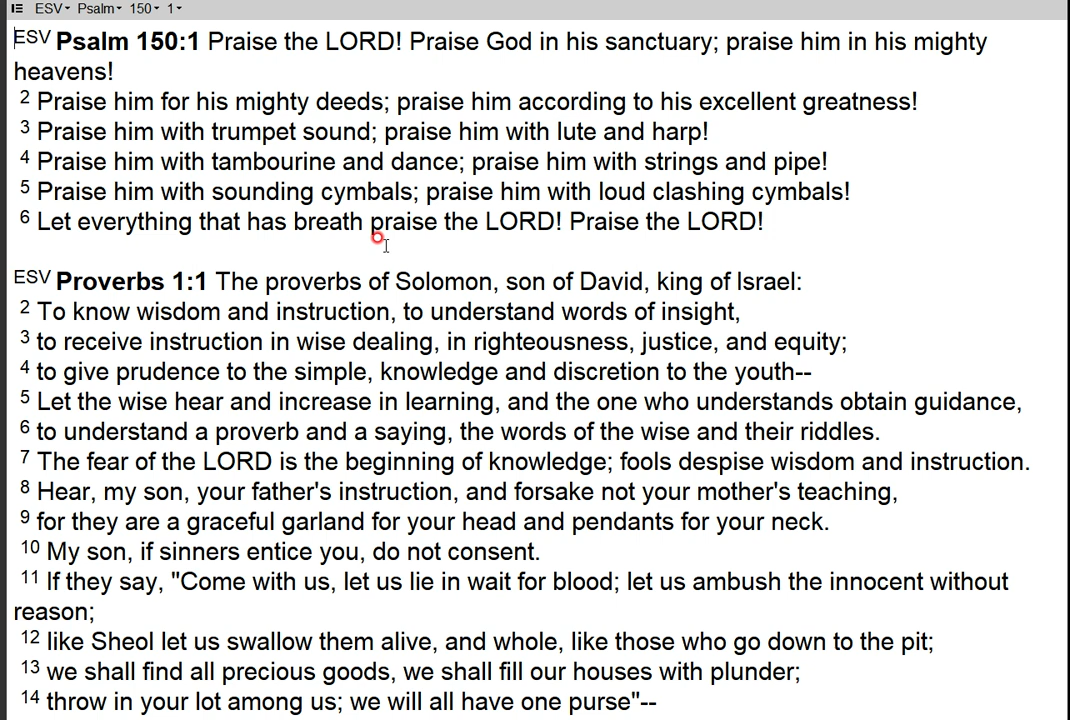 ESV Psalm 150 1
ESV Psalm 150:1 Praise the LORD! Praise God in his sanctuary; praise him in his mighty
heavens!
2 Praise him for his mighty deeds; praise him according to his excellent greatness!
3 Praise him with trumpet sound; praise him with lute and harp!
4 Praise him with tambourine and dance; praise him with strings and pipe!
5 Praise him with sounding cymbals; praise him with loud clashing cymbals!
6 Let everything that has breath praise the LORD! Praise the LORD!
ESV Proverbs 1:1 The proverbs of Solomon, son of David, king of Israel:
2 To know wisdom and instruction, to understand words of insight,
3 to receive instruction in wise dealing, in righteousness, justice, and equity;
4 to give prudence to the simple, knowledge and discretion to the youth--
5 Let the wise hear and increase in learning, and the one who understands obtain guidance,
6 to understand a proverb and a saying, the words of the wise and their riddles.
7 The fear of the LORD is the beginning of knowledge; fools despise wisdom and instruction.
8 Hear, my son, your father's instruction, and forsake not your mother's teaching,
9 for they are a graceful garland for your head and pendants for your neck.
10 My son, if sinners entice you, do not consent.
11 If they say, "Come with us, let us lie in wait for blood; let us ambush the innocent without
reason;
12 like Sheol let us swallow them alive, and whole, like those who go down to the pit;
13 we shall find all precious goods, we shall fill our houses with plunder;
14 throw in your lot among us; we will all have one purse"--